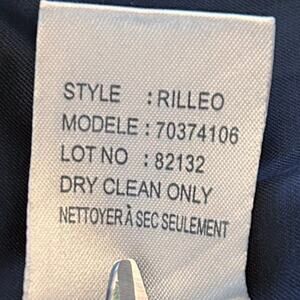 STYLE : RILLEO
MODELE : 70374106
LOT NO : 82132
DRY CLEAN ONLY
NETTOYER À SEC SEULEMENT